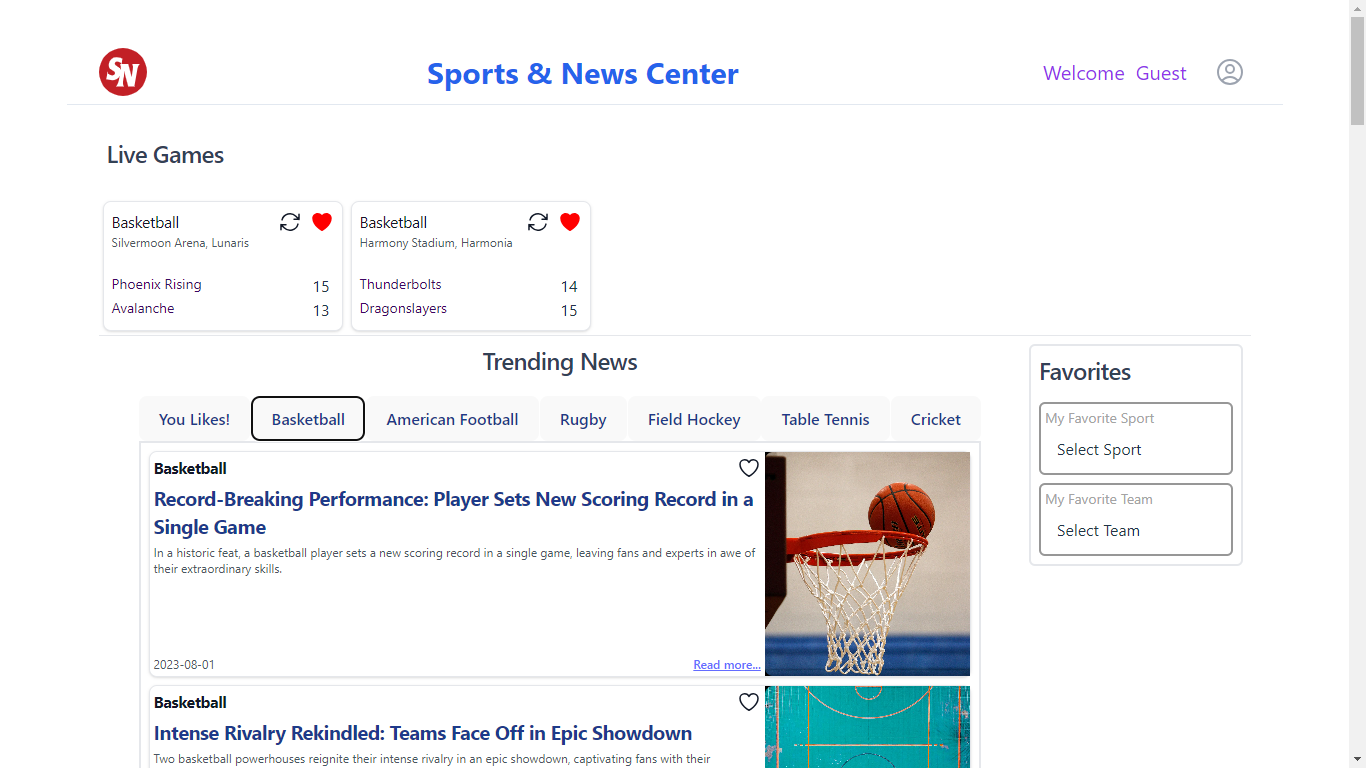 SN
Sports & News Center
Welcome Guest
Live Games
Basketball
Silvermoon Arena, Lunaris
Phoenix Rising 15
Avalanche 13
Basketball
Harmony Stadium, Harmonia
Thunderbolts 14
Dragonslayers 15
Trending News
You Likes!
Basketball
American Football
Rugby
Field Hockey
Table Tennis
Cricket
Basketball
Record-Breaking Performance: Player Sets New Scoring Record in a
Single Game
In a historic feat, a basketball player sets a new scoring record in a single game, leaving fans and experts in awe of
their extraordinary skills.
2023-08-01
Read more...
Basketball
Intense Rivalry Rekindled: Teams Face Off in Epic Showdown
Two basketball powerhouses reignite their intense rivalry in an epic showdown, captivating fans with their
Favorites
My Favorite Sport
Select Sport
My Favorite Team
Select Team